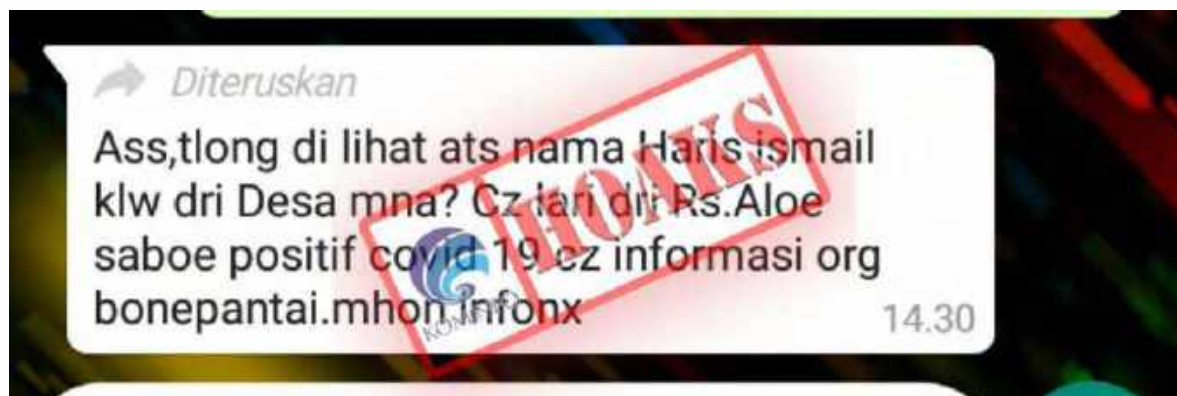 Diteruskan
Ass,tlong di lihat ats nama Haris ismail
klw dri Desa mna? Cz lari dri Rs.Aloe
saboe positif covid 19 cz informasi org
bonepantai.mhon infonx
14.30
HOAKS
KOMINFO